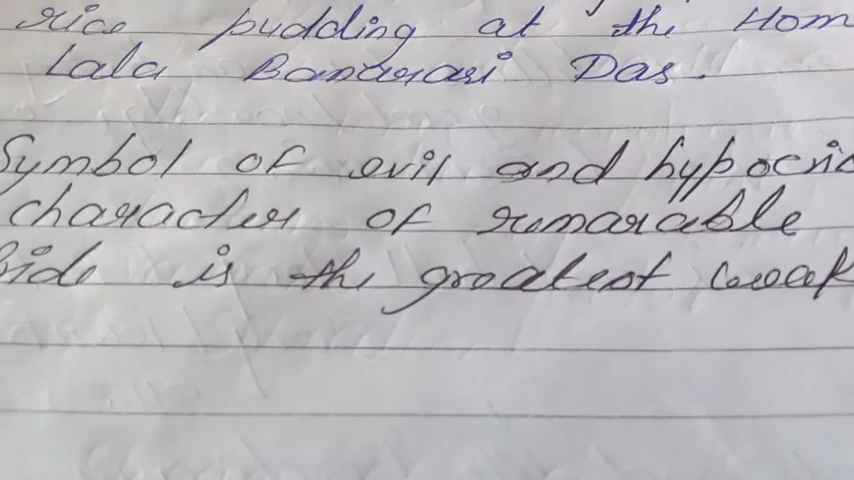 rice pudding at the Hom
Lala Banarasi Das.
Symbol of evil and hypocri
character of remarable
is the greatest weak